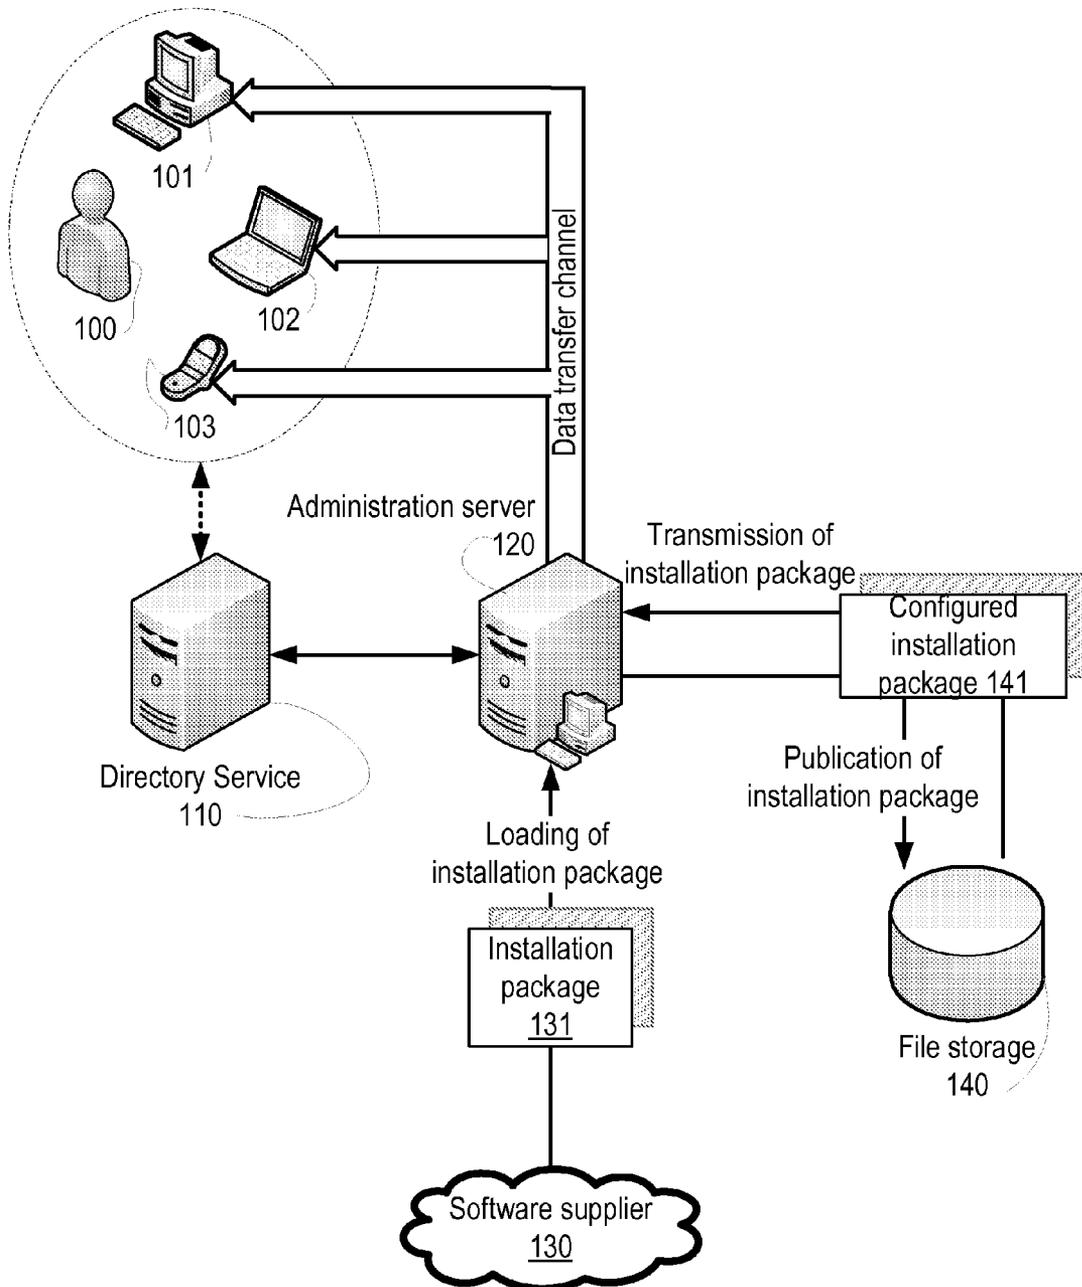 101
100
102
103
Data transfer channel
Administration server
120
Transmission of
installation package
Configured
installation
package 141
Directory Service
110
Publication of
installation package
Loading of
installation package
Installation
package
131
File storage
140
Software supplier
130